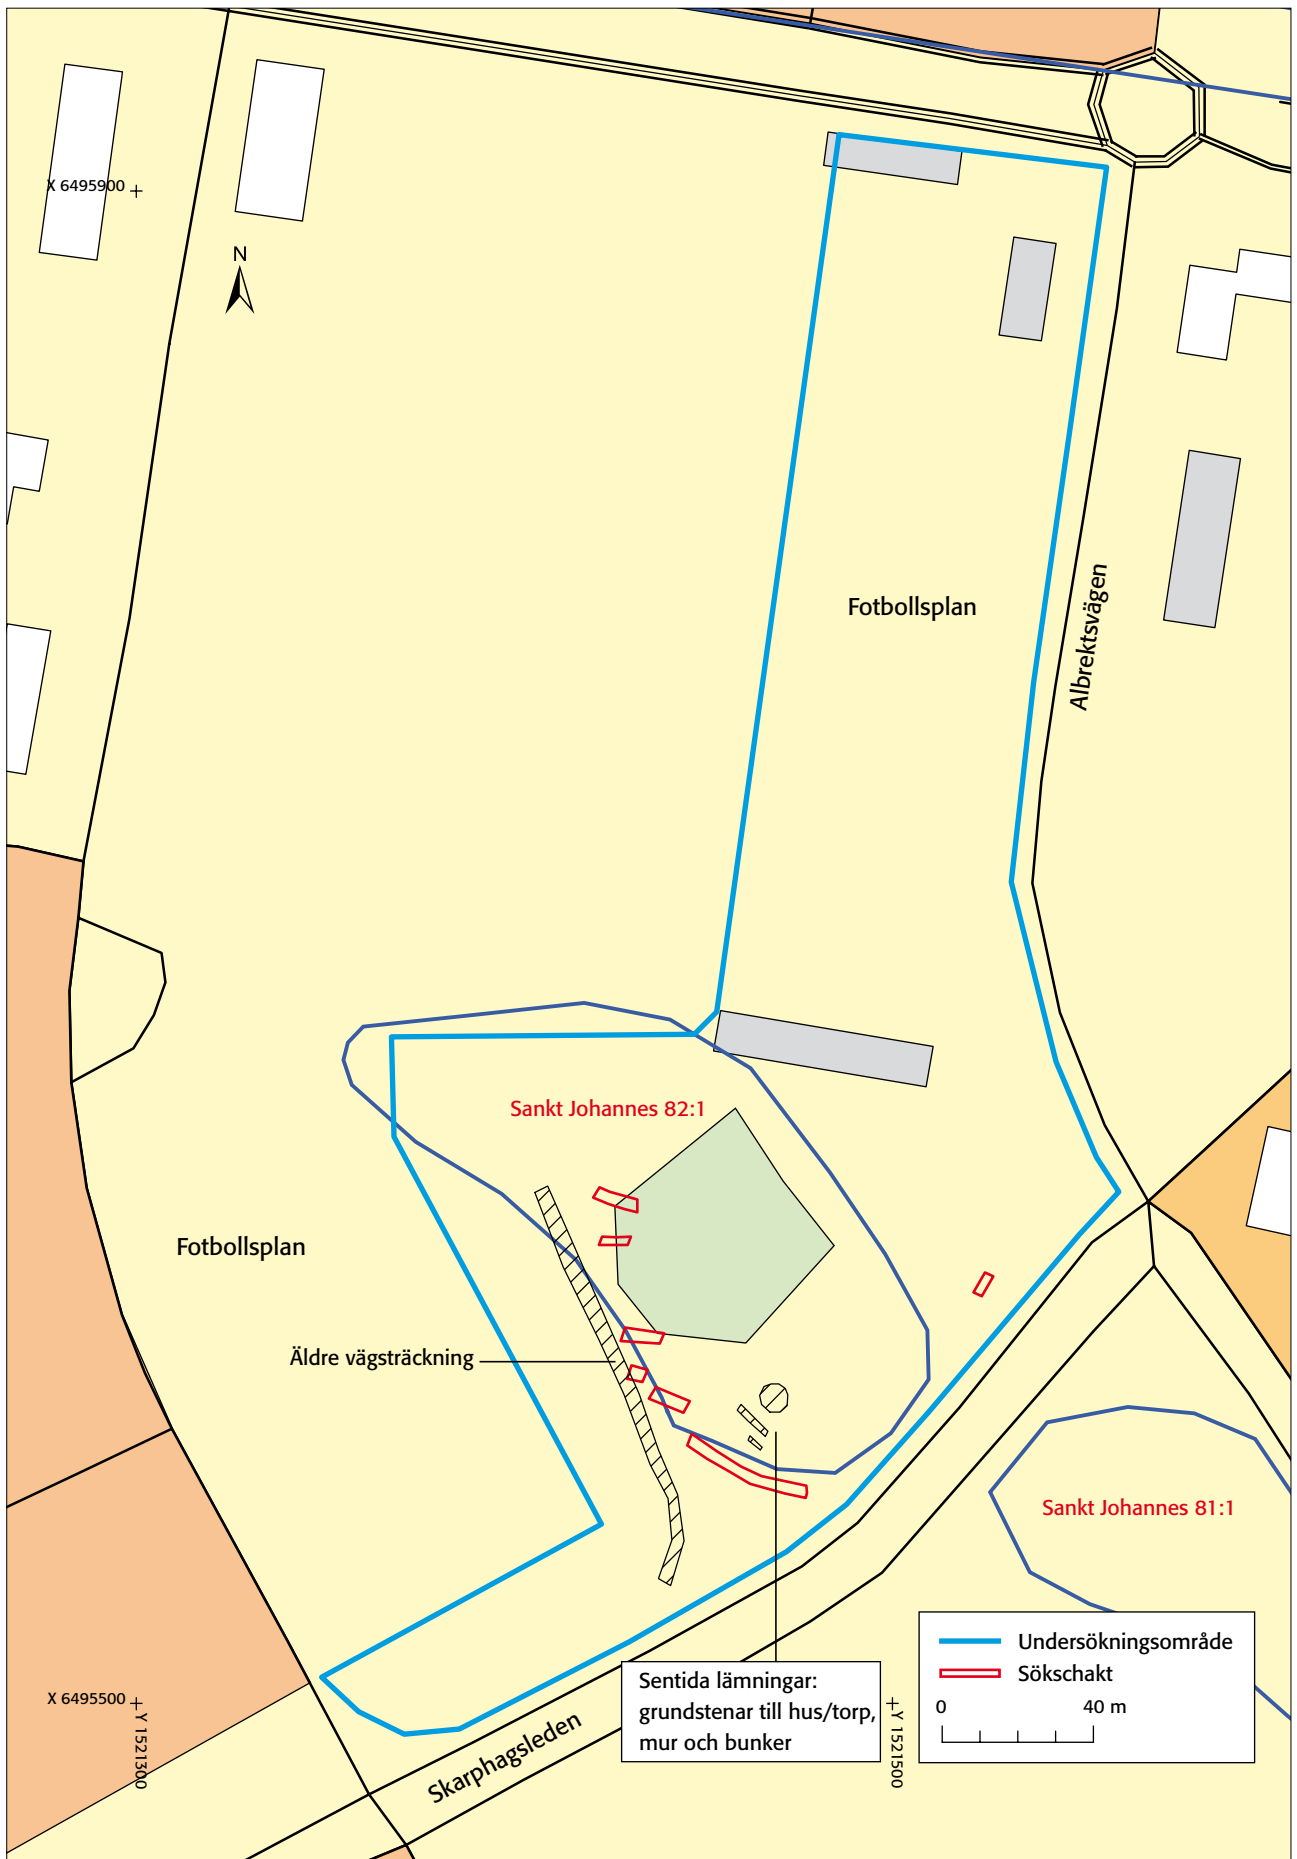 X 6495900
N
Fotbollsplan
Albrektsvägen
Sankt Johannes 82:1
Fotbollsplan
Äldre vägsträckning
Sankt Johannes 81:1
Undersökningsområde
Sökschakt
0 40 m
Sentida lämningar:
grundstenar till hus/torp,
mur och bunker
X 6495500
Y 1521300
Y 1521500
Skarphagsleden